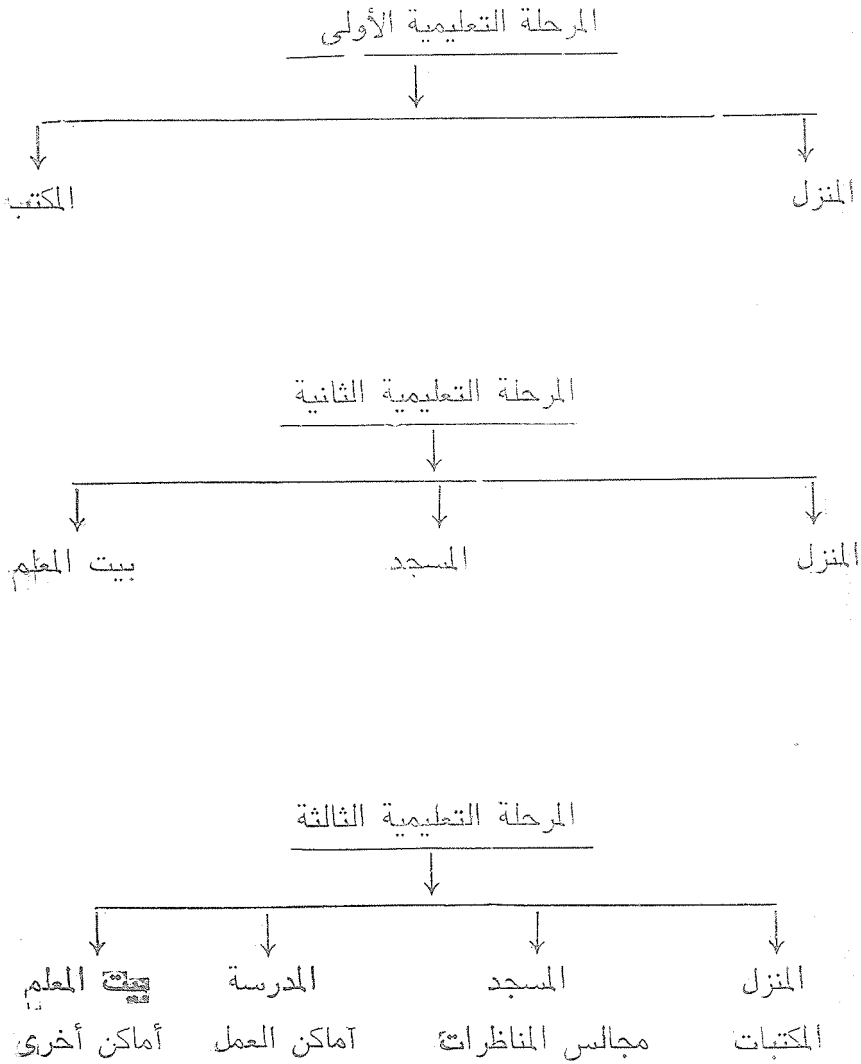 المرحلة التعليمية الأولى
المنزل المكتب
المرحلة التعليمية الثانية
المنزل المسجد بيت المعلم
المرحلة التعليمية الثالثة
المنزل المسجد المدرسة بيت المعلم
المكتبات مجالس المناظرات آماكن العمل أماكن أخرى